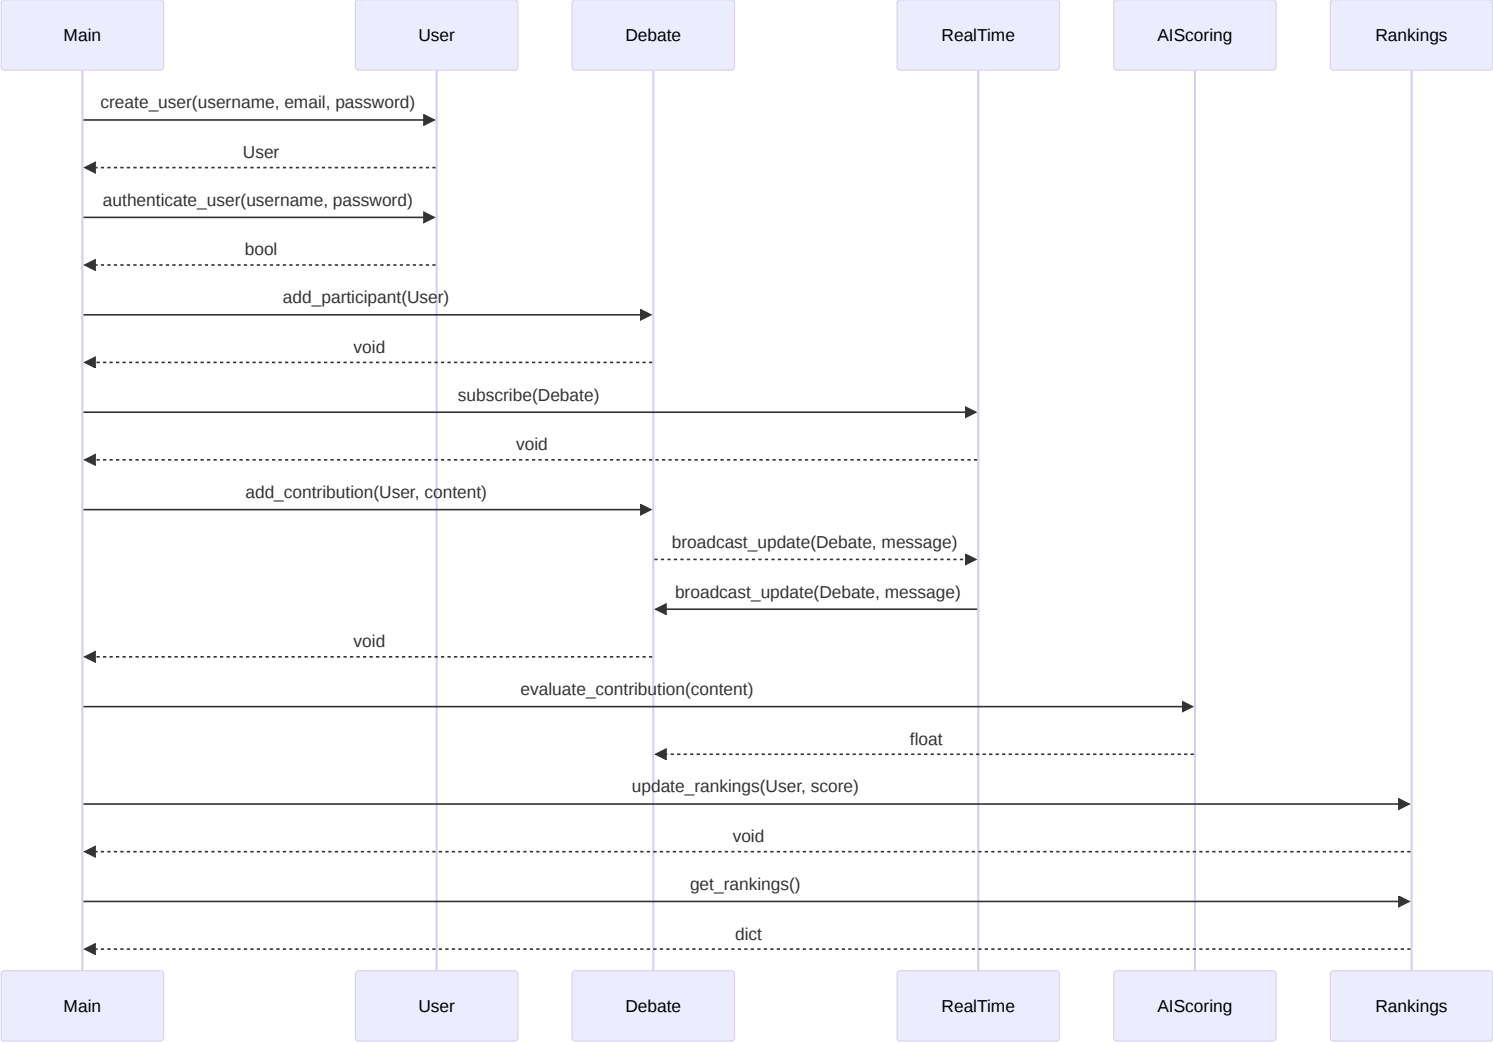 Main
User
Debate
RealTime
AIScoring
Rankings
create_user(username, email, password)
User
authenticate_user(username, password)
bool
add_participant(User)
void
subscribe(Debate)
void
add_contribution(User, content)
broadcast_update(Debate, message)
broadcast_update(Debate, message)
void
evaluate_contribution(content)
float
update_rankings(User, score)
void
get_rankings()
dict
Main
User
Debate
RealTime
AIScoring
Rankings